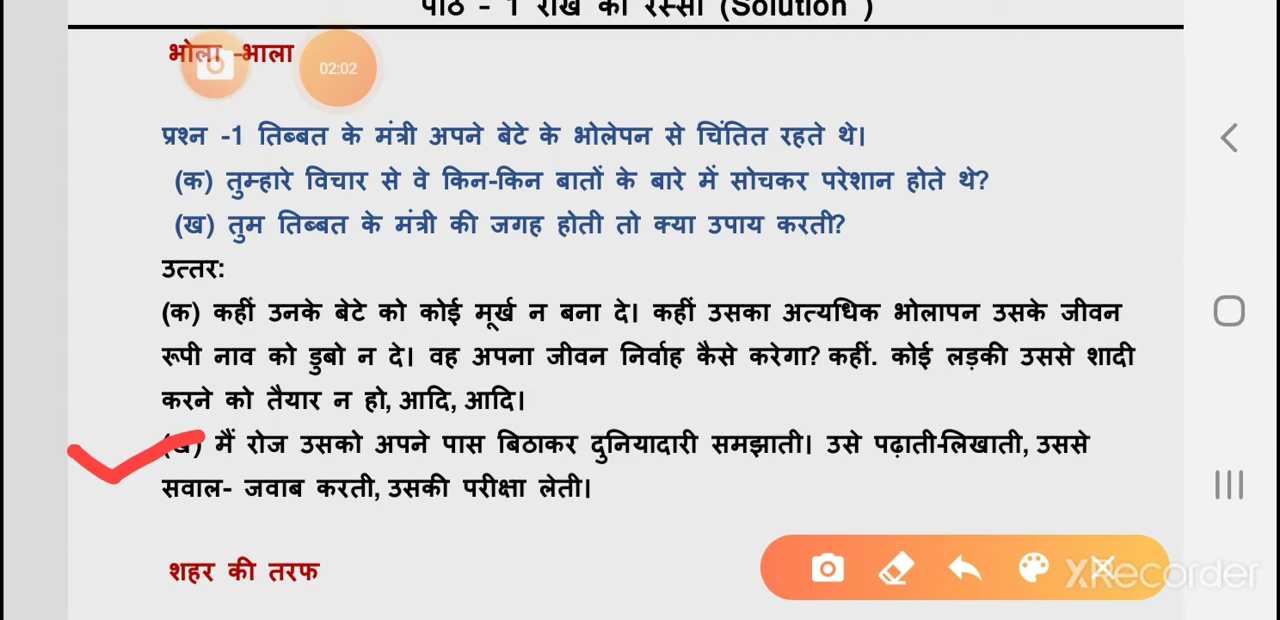 पाठ - 1 राख की रस्सी (Solution )
भोला -भाला
02:02
प्रश्न -1 तिब्बत के मंत्री अपने बेटे के भोलेपन से चिंतित रहते थे।
(क) तुम्हारे विचार से वे किन-किन बातों के बारे में सोचकर परेशान होते थे?
(ख) तुम तिब्बत के मंत्री की जगह होती तो क्या उपाय करती?
उत्तर:
(क) कहीं उनके बेटे को कोई मूर्ख न बना दे। कहीं उसका अत्यधिक भोलापन उसके जीवन
रूपी नाव को डुबो न दे। वह अपना जीवन निर्वाह कैसे करेगा? कहीं. कोई लड़की उससे शादी
करने को तैयार न हो, आदि, आदि।
(ख) मैं रोज उसको अपने पास बिठाकर दुनियादारी समझाती। उसे पढ़ाती-लिखाती, उससे
सवाल- जवाब करती, उसकी परीक्षा लेती।
शहर की तरफ
XRecorder